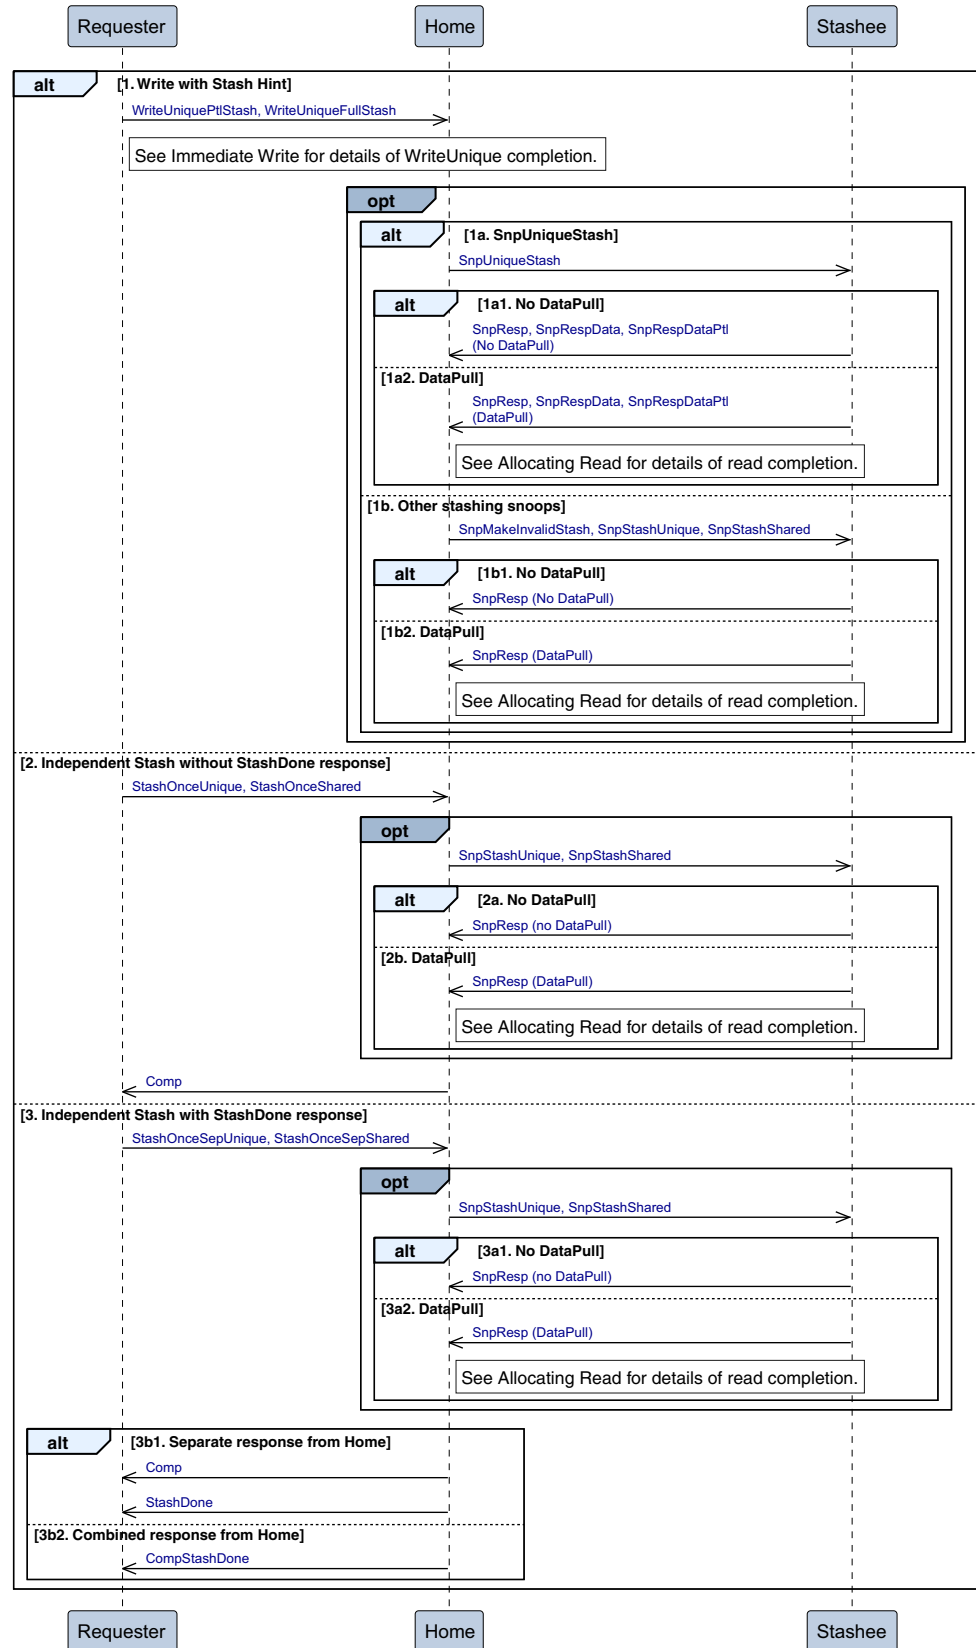 Requester
Home
Stashee
alt
[1. Write with Stash Hint]
WriteUniquePtlStash, WriteUniqueFullStash
See Immediate Write for details of WriteUnique completion.
opt
alt
[1a. SnpUniqueStash]
SnpUniqueStash
alt
[1a1. No DataPull]
SnpResp, SnpRespData, SnpRespDataPtl
(No DataPull)
[1a2. DataPull]
SnpResp, SnpRespData, SnpRespDataPtl
(DataPull)
See Allocating Read for details of read completion.
[1b. Other stashing snoops]
SnpMakeInvalidStash, SnpStashUnique, SnpStashShared
alt
[1b1. No DataPull]
SnpResp (No DataPull)
[1b2. DataPull]
SnpResp (DataPull)
See Allocating Read for details of read completion.
[2. Independent Stash without StashDone response]
StashOnceUnique, StashOnceShared
opt
SnpStashUnique, SnpStashShared
alt
[2a. No DataPull]
SnpResp (no DataPull)
[2b. DataPull]
SnpResp (DataPull)
See Allocating Read for details of read completion.
Comp
[3. Independent Stash with StashDone response]
StashOnceSepUnique, StashOnceSepShared
opt
SnpStashUnique, SnpStashShared
alt
[3a1. No DataPull]
SnpResp (no DataPull)
[3a2. DataPull]
SnpResp (DataPull)
See Allocating Read for details of read completion.
alt
[3b1. Separate response from Home]
Comp
StashDone
[3b2. Combined response from Home]
CompStashDone
Requester
Home
Stashee